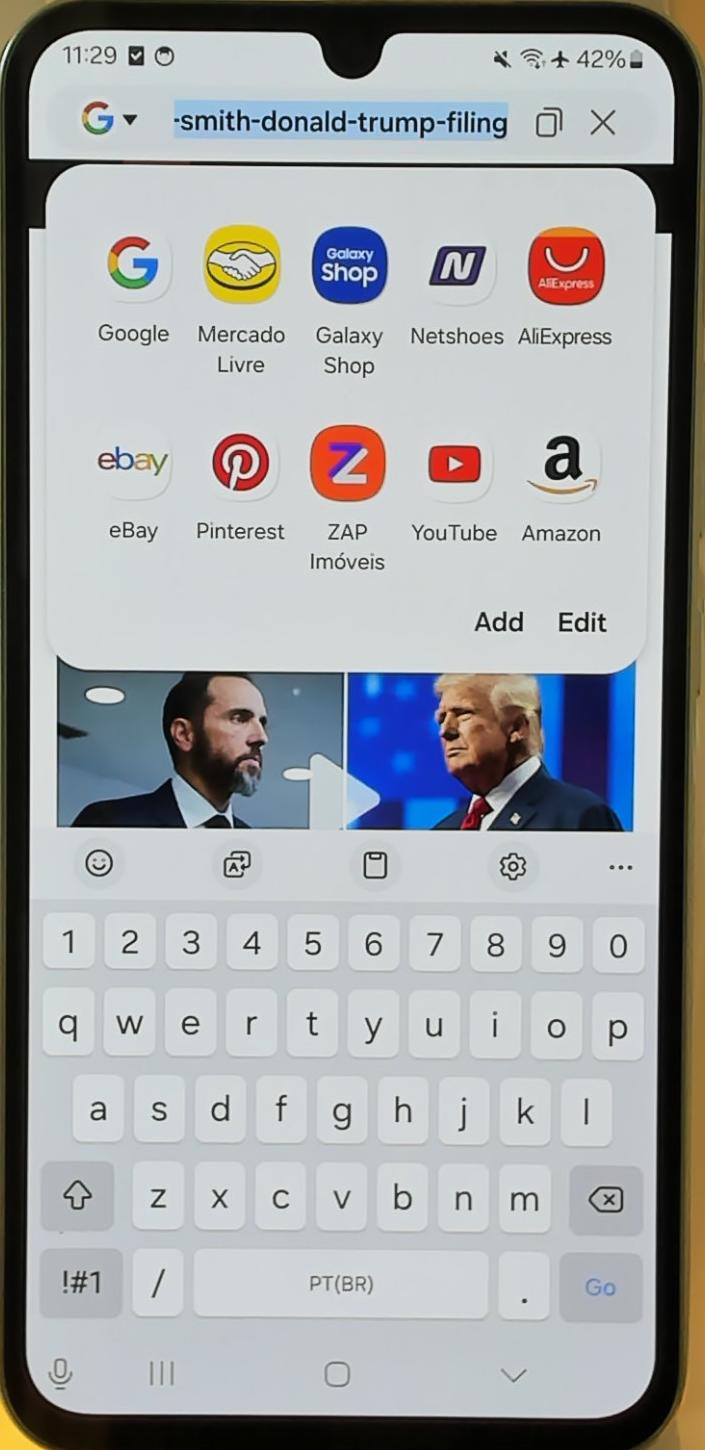 11:29 42%
-smith-donald-trump-filing
Galaxy
Shop
N
AliExpress
Google Mercado Galaxy Netshoes AliExpress
Livre Shop
ebay Z a
eBay Pinterest ZAP YouTube Amazon
Imóveis
Add Edit
1 2 3 4 5 6 7 8 9 0
q w e r t y u i o p
a s d f g h j k l
z x c v b n m
!#1 / PT(BR) . Go